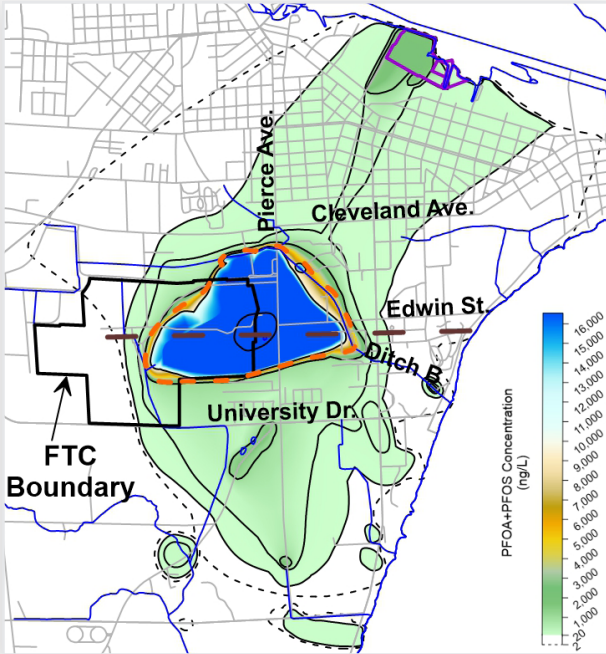 Pierce Ave.
Cleveland Ave.
Edwin St.
Ditch B
University Dr.
FTC
Boundary
PFOA+PFOS Concentration
(ng/L)
16,000
14,000
13,000
12,000
11,000
10,000
9,000
8,000
7,000
6,000
5,000
4,000
3,000
2,000
1,000
20
2